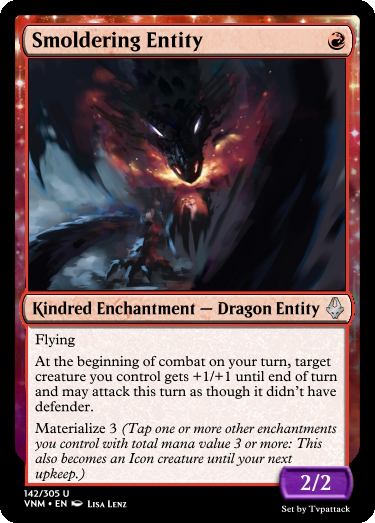 Smoldering Entity
Kindred Enchantment — Dragon Entity
Flying
At the beginning of combat on your turn, target
creature you control gets +1/+1 until end of turn
and may attack this turn as though it didn't have
defender.
Materialize 3 (Tap one or more other enchantments
you control with total mana value 3 or more: This
also becomes an Icon creature until your next
upkeep.)
2/2
142/305 U
VNM • EN Lisa Lenz
Set by Tvpattack